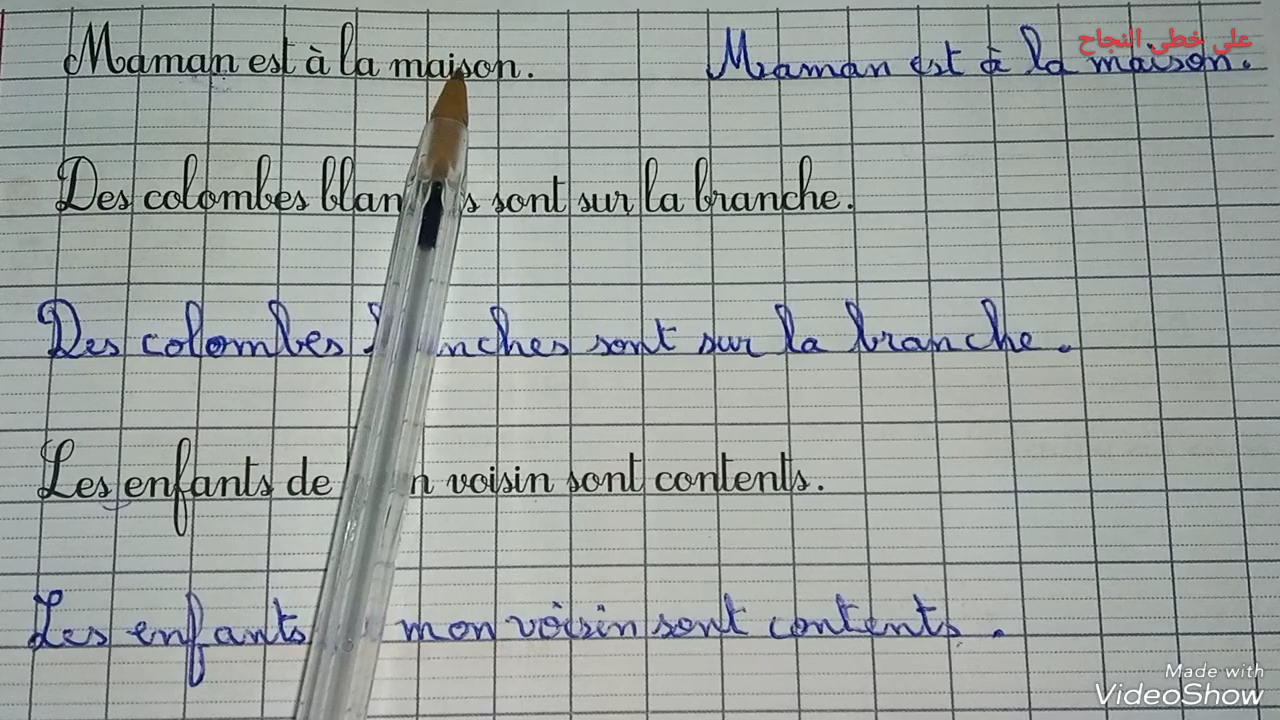 Maman est à la maison. Maman est à la maison.
على خطى النجاح
Des colombes blan s sont sur la branche.
Des colombes nches sont sur la branche.
Les enfants de n voisin sont contents.
Les enfants mon voisin sont contents.
Made with
VideoShow